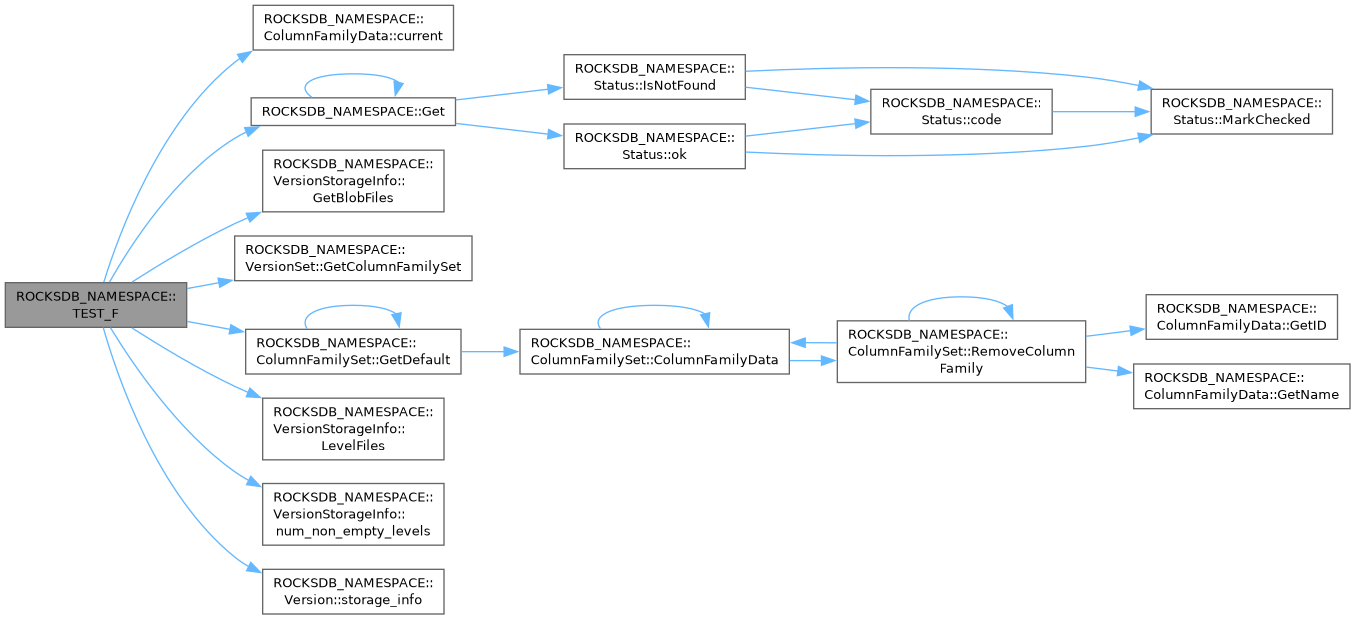 ROCKSDB_NAMESPACE::
TEST_F
ROCKSDB_NAMESPACE::
ColumnFamilyData::current
ROCKSDB_NAMESPACE::Get
ROCKSDB_NAMESPACE::
Status::IsNotFound
ROCKSDB_NAMESPACE::
Status::code
ROCKSDB_NAMESPACE::
Status::MarkChecked
ROCKSDB_NAMESPACE::
Status::ok
ROCKSDB_NAMESPACE::
VersionStorageInfo::
GetBlobFiles
ROCKSDB_NAMESPACE::
VersionSet::GetColumnFamilySet
ROCKSDB_NAMESPACE::
ColumnFamilySet::GetDefault
ROCKSDB_NAMESPACE::
ColumnFamilySet::ColumnFamilyData
ROCKSDB_NAMESPACE::
ColumnFamilySet::RemoveColumn
Family
ROCKSDB_NAMESPACE::
ColumnFamilyData::GetID
ROCKSDB_NAMESPACE::
ColumnFamilyData::GetName
ROCKSDB_NAMESPACE::
VersionStorageInfo::
LevelFiles
ROCKSDB_NAMESPACE::
VersionStorageInfo::
num_non_empty_levels
ROCKSDB_NAMESPACE::
Version::storage_info